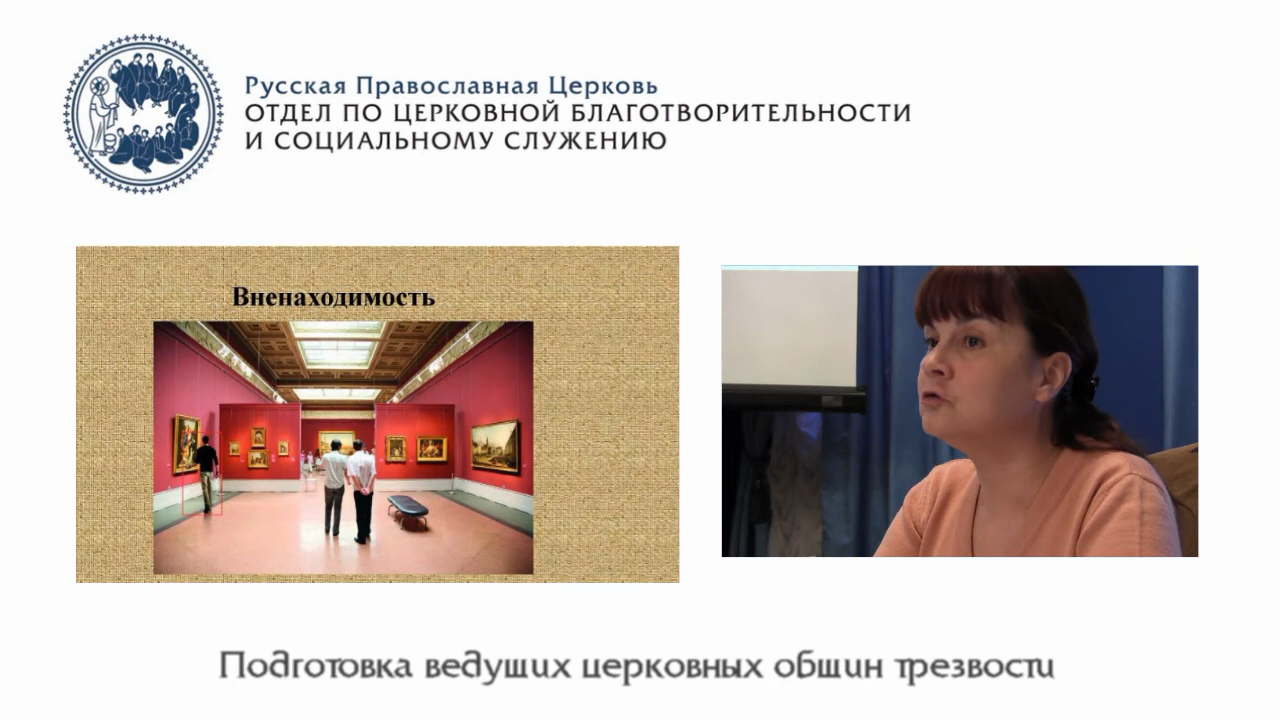 Русская Православная Церковь
ОТДЕЛ ПО ЦЕРКОВНОЙ БЛАГОТВОРИТЕЛЬНОСТИ
И СОЦИАЛЬНОМУ СЛУЖЕНИЮ
Вненаходимость
Подготовка ведущих церковных общин трезвости